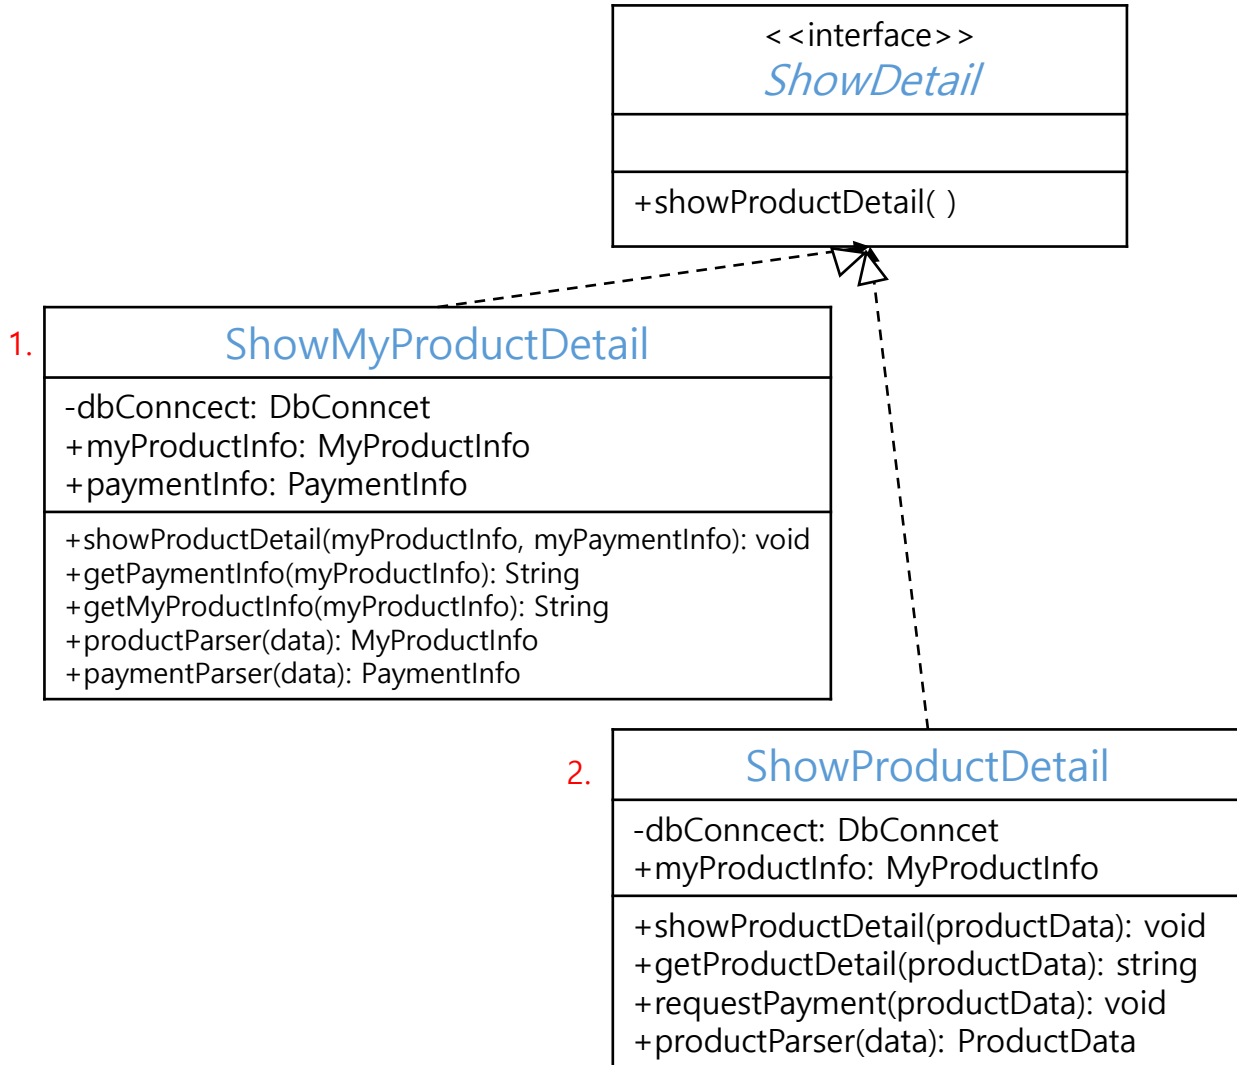 <<interface>>
ShowDetail
+showProductDetail( )
1.
ShowMyProductDetail
-dbConncect: DbConncet
+myProductInfo: MyProductInfo
+paymentInfo: PaymentInfo
+showProductDetail(myProductInfo, myPaymentInfo): void
+getPaymentInfo(myProductInfo): String
+getMyProductInfo(myProductInfo): String
+productParser(data): MyProductInfo
+paymentParser(data): PaymentInfo
2.
ShowProductDetail
-dbConncect: DbConncet
+myProductInfo: MyProductInfo
+showProductDetail(productData): void
+getProductDetail(productData): string
+requestPayment(productData): void
+productParser(data): ProductData